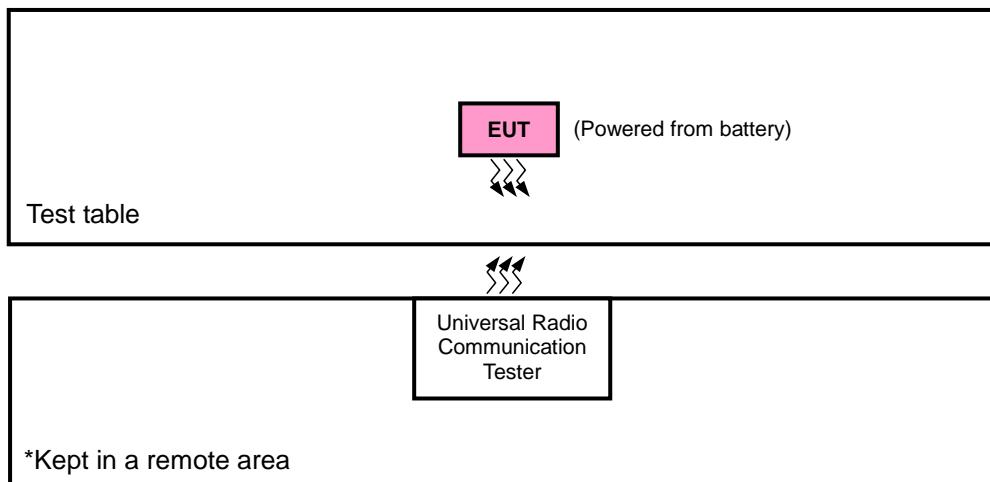 EUT
(Powered from battery)
Test table
Universal Radio
Communication
Tester
*Kept in a remote area